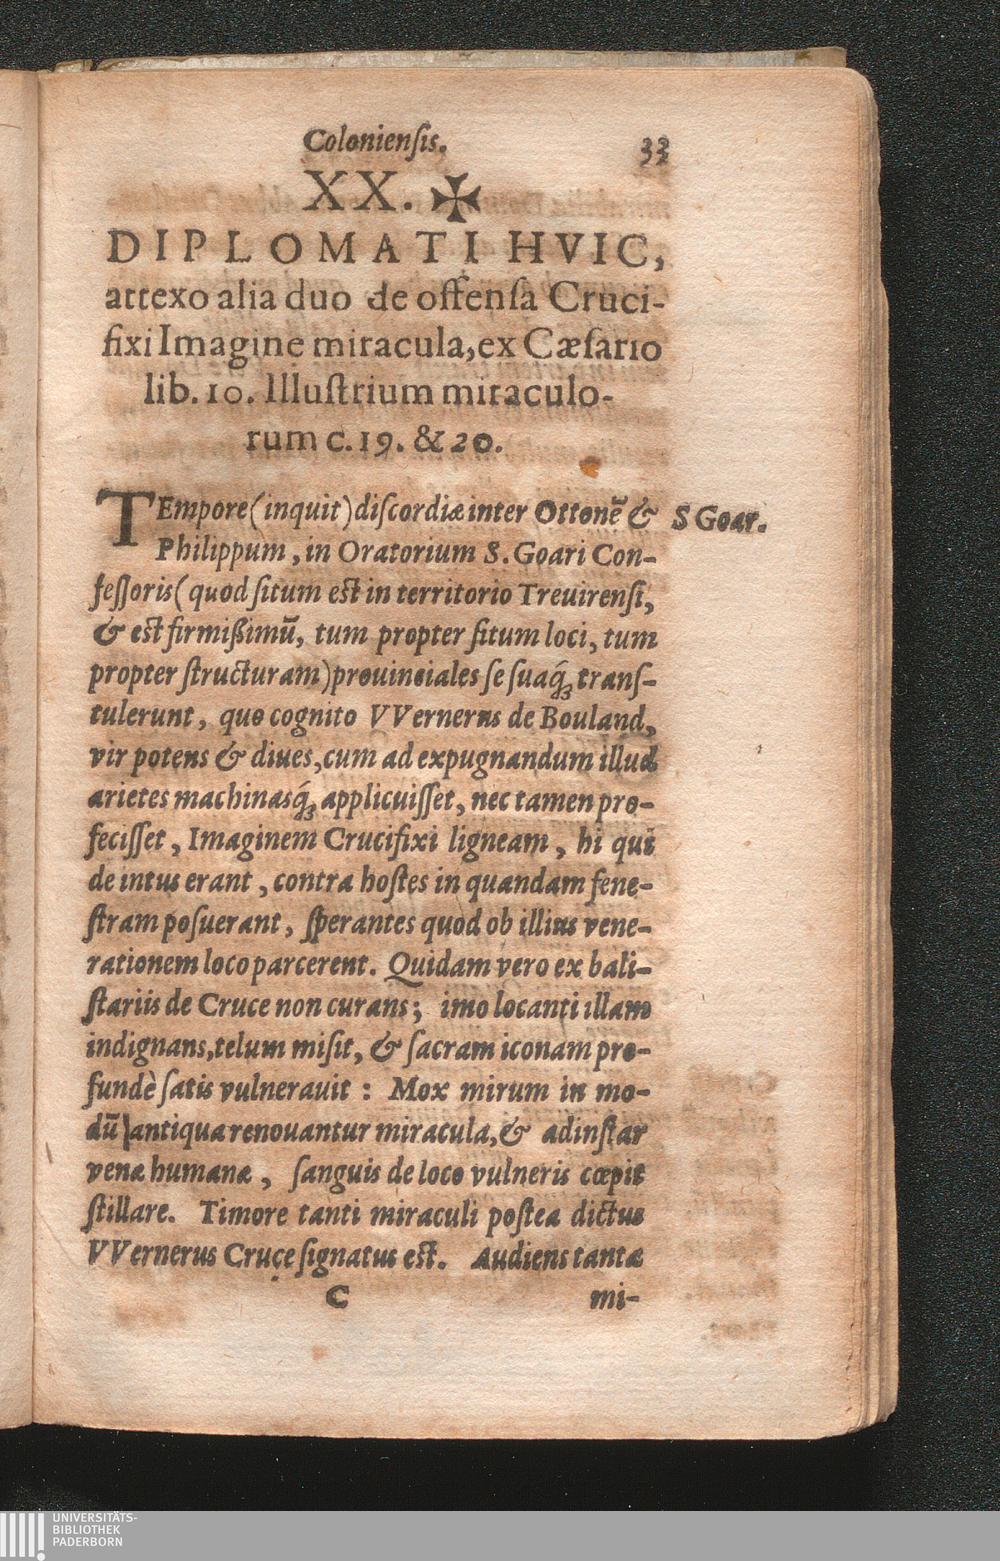 Colonienſis. 33
XX. ✠
DIPLOMATI HVIC,
attexo alia duo de offenſa Cruci-
fixi Imagine miracula, ex Cæſario
lib. 10. Illuſtrium miraculo-
rum c. 19. & 20.
TEmpore (inquit) diſcordiæ inter Ottonē & S Goar.
Philippum, in Oratorium S. Goari Con-
feſſoris (quod ſitum eſt in territorio Treuirenſi,
& eſt firmißimū, tum propter ſitum loci, tum
propter ſtructuram) prouinciales ſe ſuaq́ꝫ tranſ-
tulerunt, quo cognito VVernerus de Bouland,
vir potens & diues, cum ad expugnandum illud
arietes machinasq́ꝫ applicuiſſet, nec tamen pro-
feciſſet, Imaginem Crucifixi ligneam, hi qui
de intus erant, contra hoſtes in quandam fene-
ſtram poſuerant, ſperantes quod ob illius vene-
rationem loco parcerent. Quidam vero ex bali-
ſtariis de Cruce non curans; imo locanti illam
indignans, telum miſit, & ſacram iconam pro-
fundè ſatis vulnerauit : Mox mirum in mo-
dū antiqua renouantur miracula, & ad inſtar
venæ humanæ, ſanguis de loco vulneris cœpit
ſtillare. Timore tanti miraculi poſtea dictus
VVernerus Cruce ſignatus eſt. Audiens tantæ
C mi-
UNIVERSITÄTS-
BIBLIOTHEK
PADERBORN